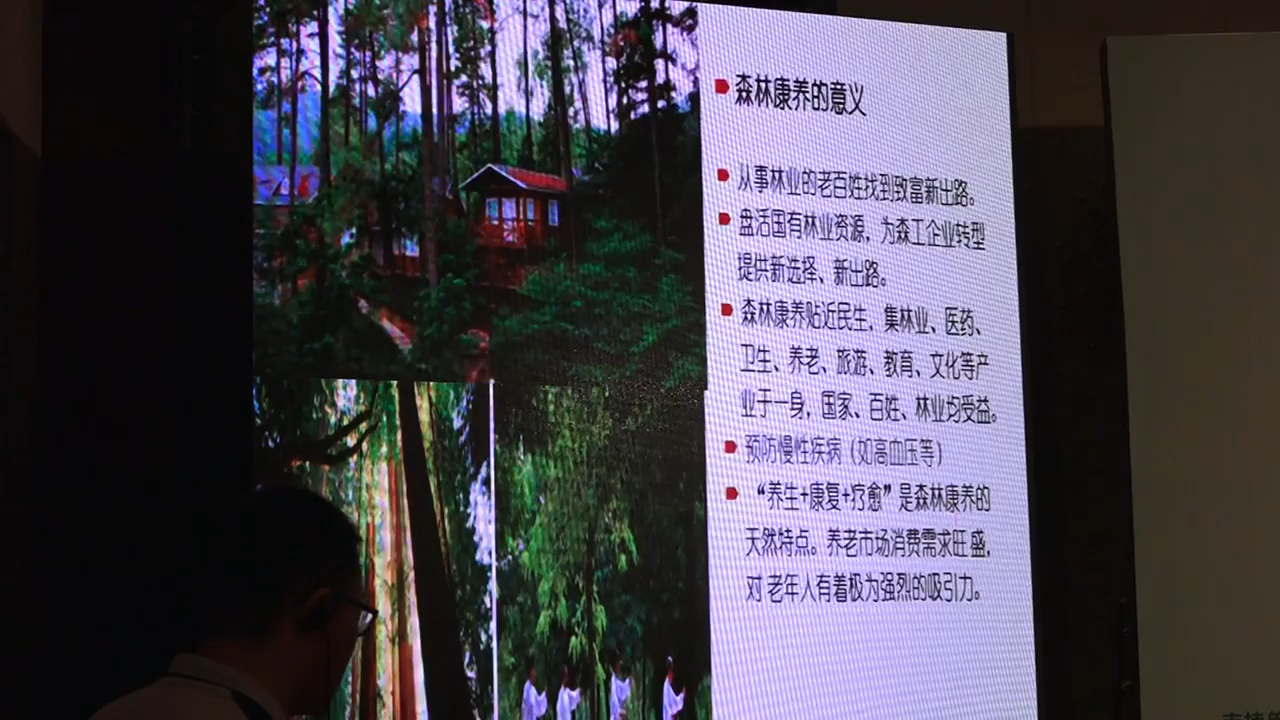 森林康养的意义
从事林业的老百姓找到致富新出路。
盘活国有林业资源，为森工企业转型
提供新选择、新出路。
森林康养贴近民生，集林业、医药、
卫生、养老、旅游、教育、文化等产
业于一身，国家、百姓、林业均受益。
预防慢性疾病（如高血压等）
“养生+康复+疗愈”是森林康养的
天然特点。养老市场消费需求旺盛，
对老年人有着极为强烈的吸引力。